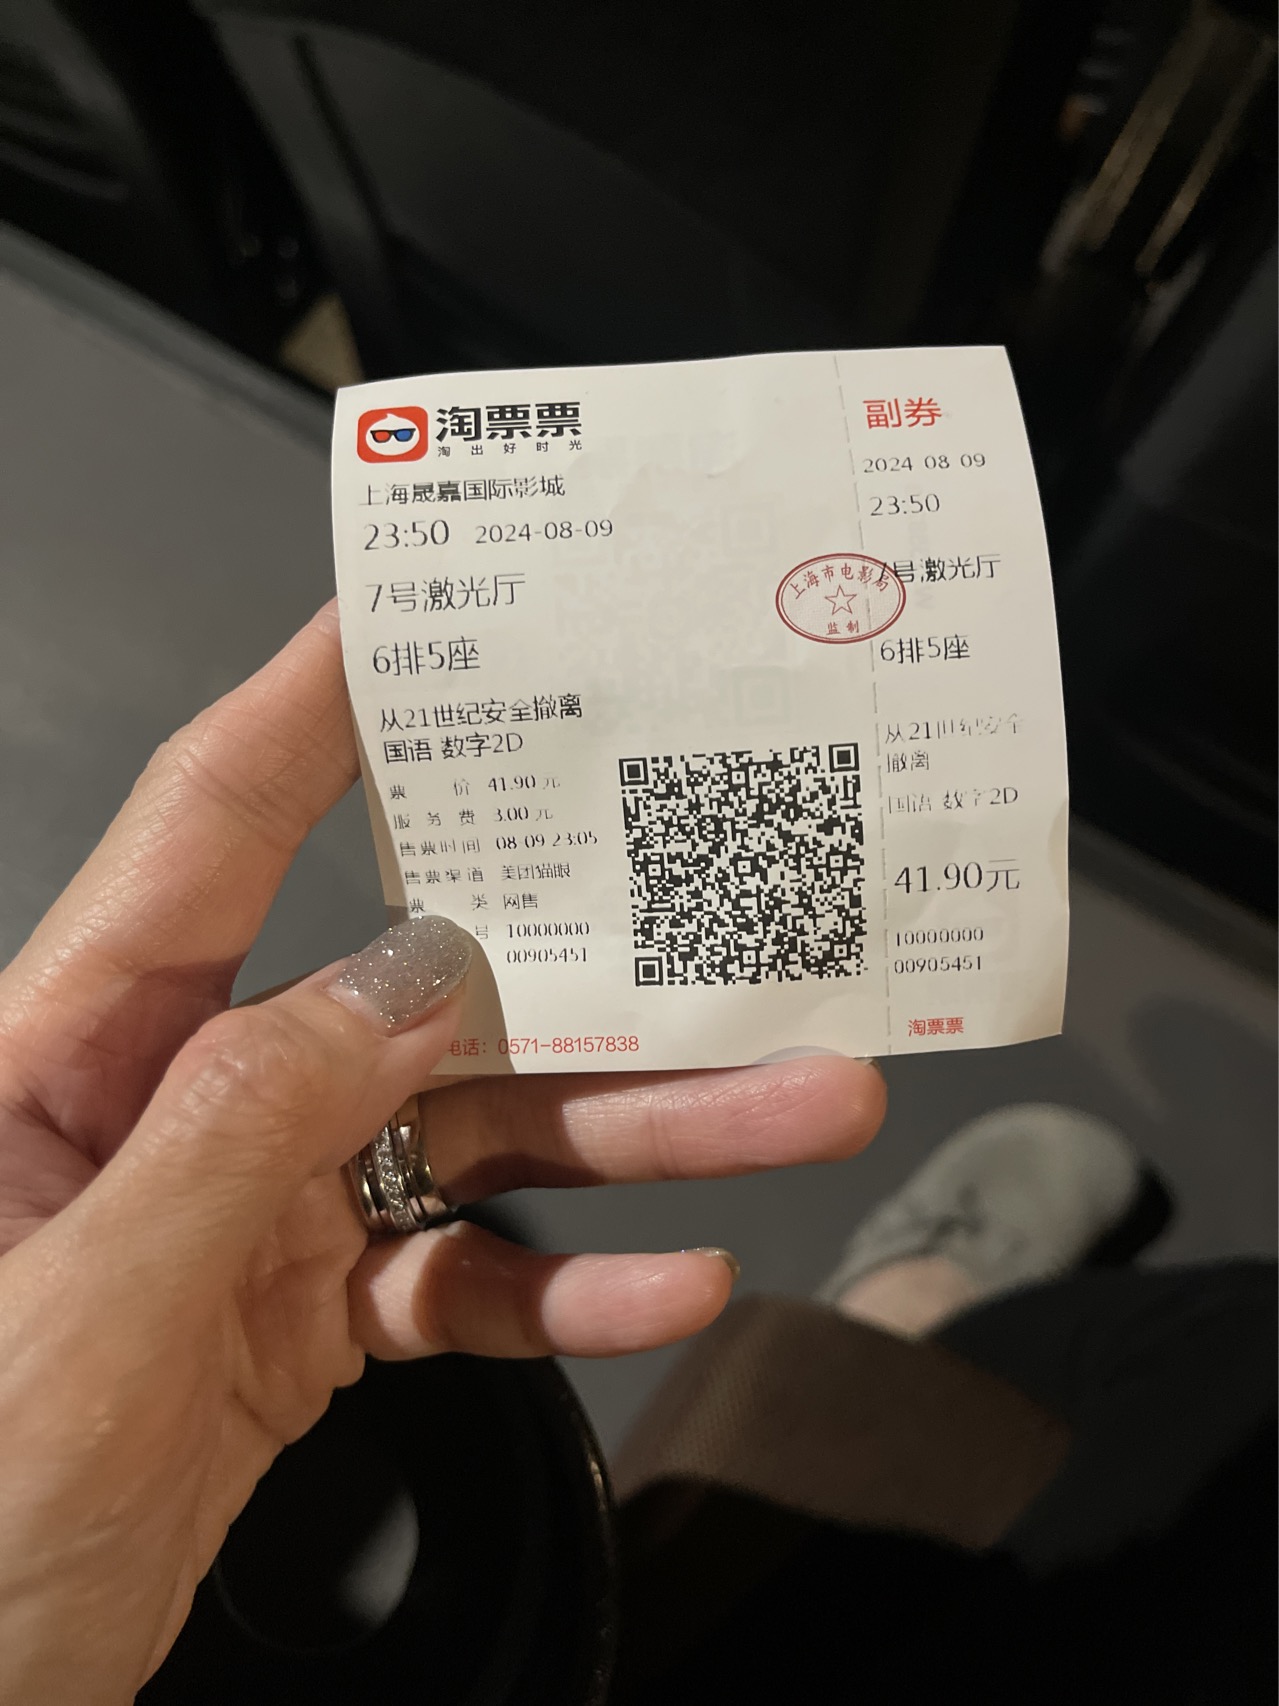 淘票票
淘出好时光
上海晟嘉国际影城
23:50 2024-08-09
7号激光厅
6排5座
从21世纪安全撤离
国语 数字2D
票价 41.90 元
服务费 3.00 元
售票时间 08-09 23:05
售票渠道 美团猫眼
票类 网售
号 10000000
00905451
电话：0571-88157838
上海市电影局
监制
副券
2024 08 09
23:50
7号激光厅
6排5座
从21世纪安全
撤离
国语 数字2D
41.90元
10000000
00905451
淘票票